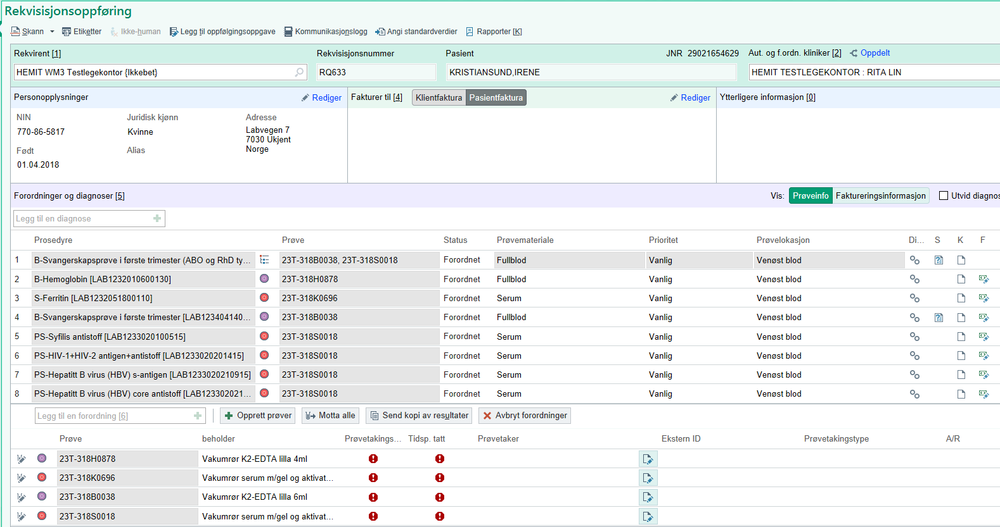 Rekvisisjonsoppføring
Skann Etiketter Ikke-human Legg til oppfølgingsoppgave Kommunikasjonslogg Angi standardverdier Rapporter [K]
Rekvirent [1] Rekvisisjonsnummer Pasient JNR 29021654629 Aut. og f.ordn. kliniker [2] Oppdelt
HEMIT WM3 Testlegekontor {Ikkebet} RQ633 KRISTIANSUND,IRENE HEMIT TESTLEGEKONTOR : RITA LIN
Personopplysninger Rediger Fakturer til [4] Klientfaktura Pasientfaktura Rediger Ytterligere informasjon [0]
NIN Juridisk kjønn Adresse
770-86-5817 Kvinne Labvegen 7
7030 Ukjent
Født Alias Norge
01.04.2018
Forordninger og diagnoser [5] Vis: Prøveinfo Faktureringsinformasjon Utvid diagnos
Legg til en diagnose
Prosedyre Prøve Status Prøvemateriale Prioritet Prøvelokasjon Di... S K F
1 B-Svangerskapsprøve i første trimester (ABO og RhD ty... 23T-318B0038, 23T-318S0018 Forordnet Fullblod Vanlig Venøst blod
2 B-Hemoglobin [LAB1232010600130] 23T-318H0878 Forordnet Fullblod Vanlig Venøst blod
3 S-Ferritin [LAB1232051800110] 23T-318K0696 Forordnet Serum Vanlig Venøst blod
4 B-Svangerskapsprøve i første trimester [LAB123404140... 23T-318B0038 Forordnet Fullblod Vanlig Venøst blod
5 PS-Syfilis antistoff [LAB1233020100515] 23T-318S0018 Forordnet Serum Vanlig Venøst blod
6 PS-HIV-1+HIV-2 antigen+antistoff [LAB1233020201415] 23T-318S0018 Forordnet Serum Vanlig Venøst blod
7 PS-Hepatitt B virus (HBV) s-antigen [LAB1233020210915] 23T-318S0018 Forordnet Serum Vanlig Venøst blod
8 PS-Hepatitt B virus (HBV) core antistoff [LAB123302021... 23T-318S0018 Forordnet Serum Vanlig Venøst blod
Legg til en forordning [6] Opprett prøver Motta alle Send kopi av resultater Avbryt forordninger
Prøve beholder Prøvetakings... Tidsp. tatt Prøvetaker Ekstern ID Prøvetakingstype A/R
23T-318H0878 Vakumrør K2-EDTA lilla 4ml
23T-318K0696 Vakumrør serum m/gel og aktivat...
23T-318B0038 Vakumrør K2-EDTA lilla 6ml
23T-318S0018 Vakumrør serum m/gel og aktivat...